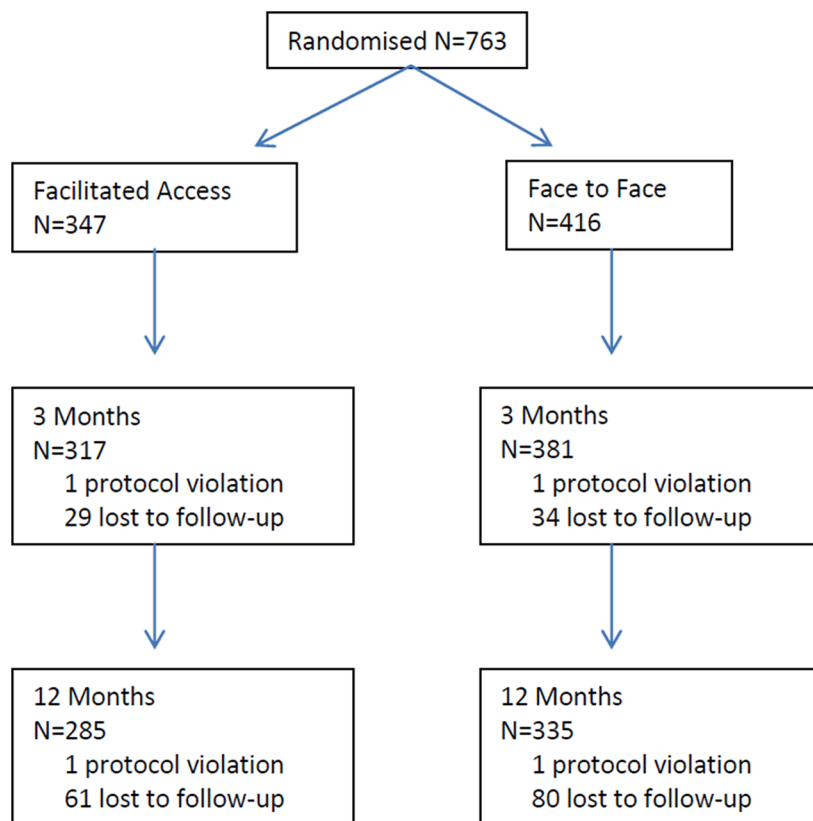 Randomised N=763
Facilitated Access
N=347
Face to Face
N=416
3 Months
N=317
1 protocol violation
29 lost to follow-up
3 Months
N=381
1 protocol violation
34 lost to follow-up
12 Months
N=285
1 protocol violation
61 lost to follow-up
12 Months
N=335
1 protocol violation
80 lost to follow-up